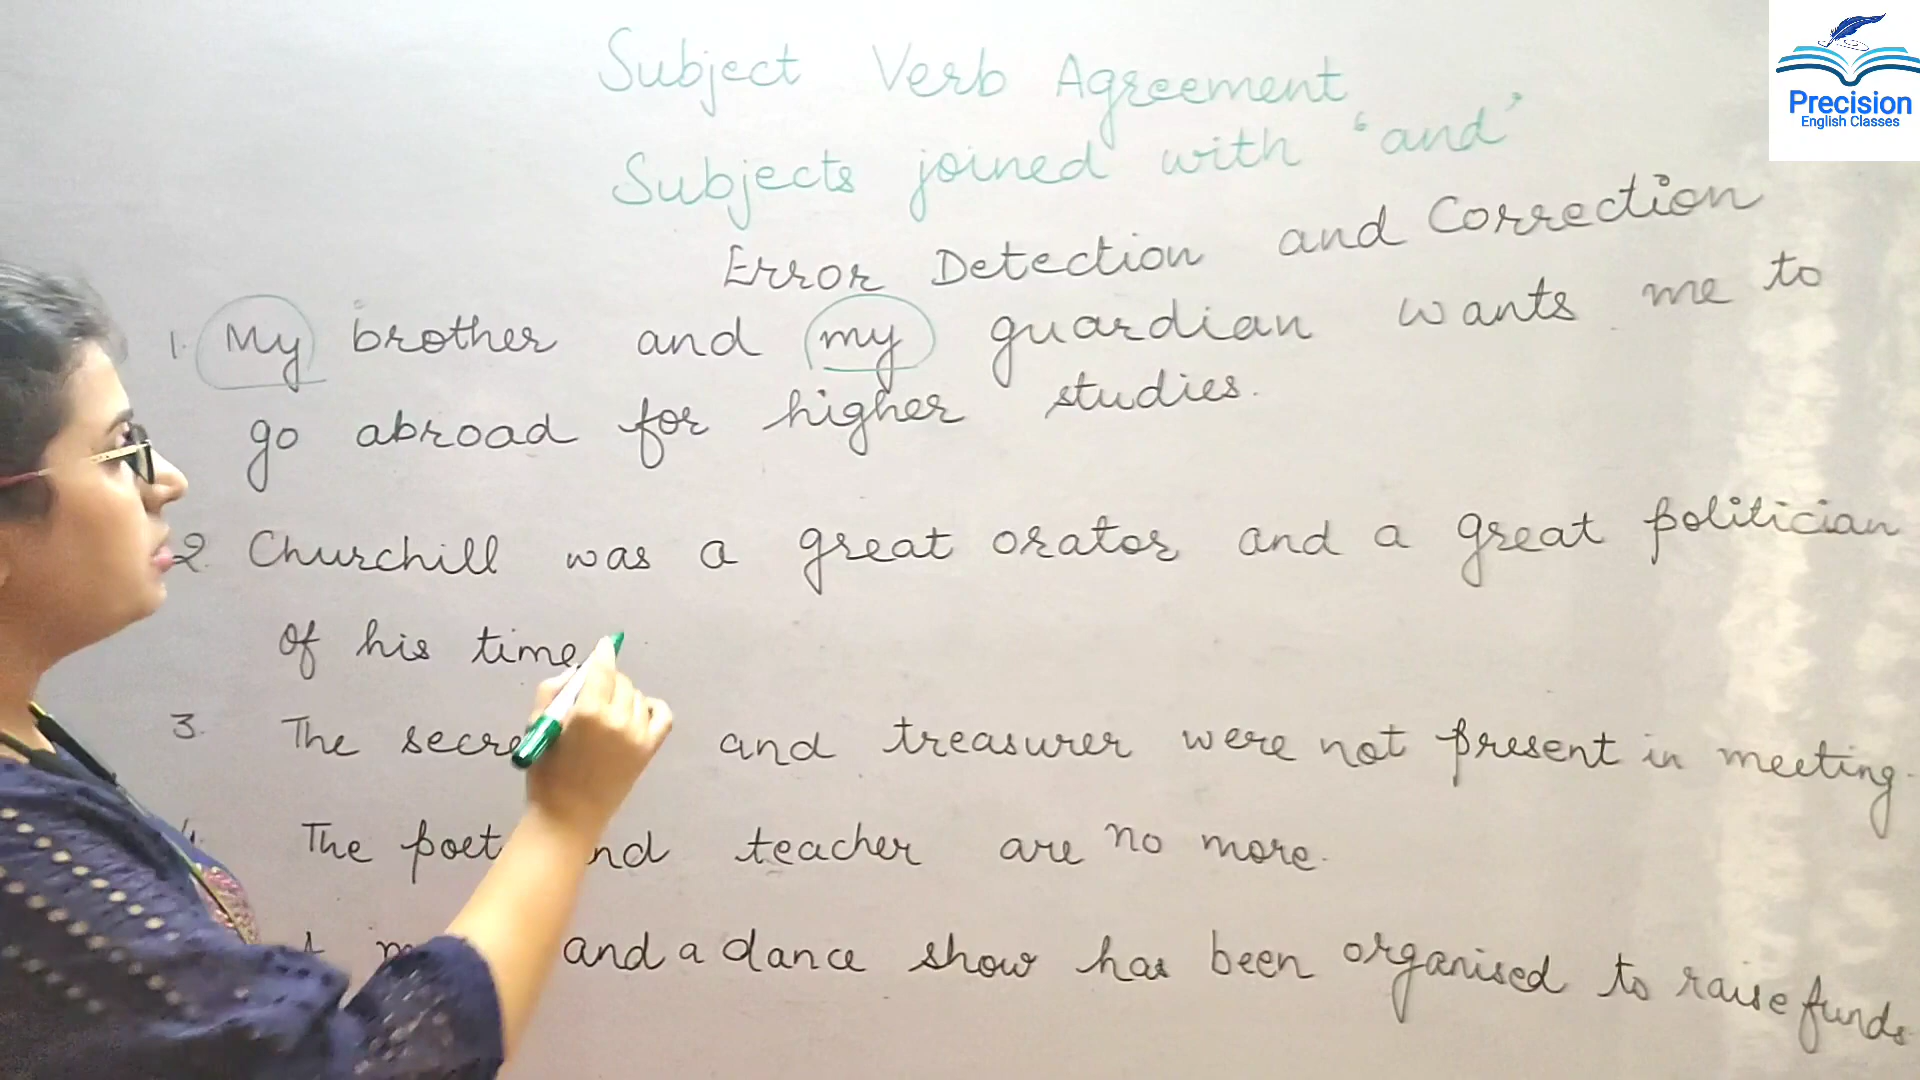 Precision
English Classes
Subject Verb Agreement
Subjects joined with 'and'
Error Detection and Correction
1. My brother and my guardian wants me to
go abroad for higher studies.
2. Churchill was a great orator and a great politician
of his time
3. The and treasurer were not present in meeting.
The poet teacher are no more.
and a dance show has been organised to raise funds